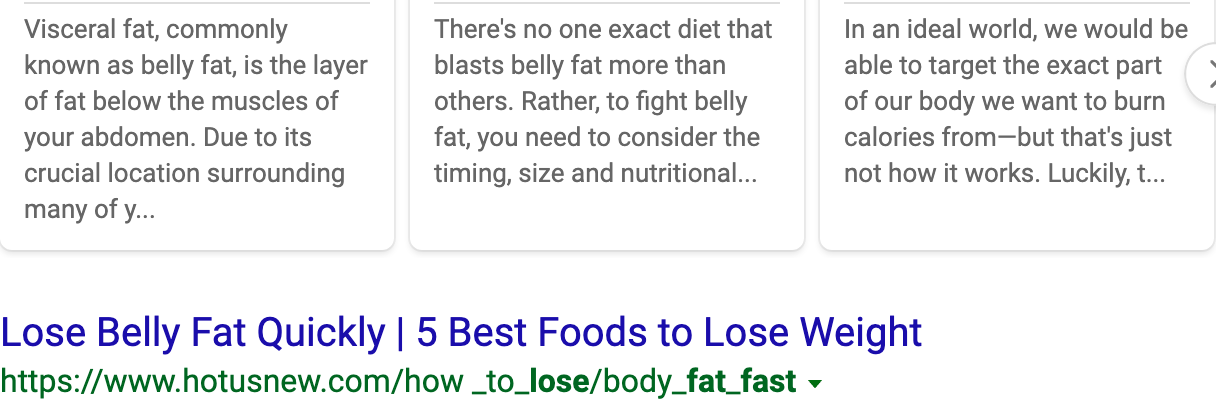 Visceral fat, commonly
known as belly fat, is the layer
of fat below the muscles of
your abdomen. Due to its
crucial location surrounding
many of y...
There's no one exact diet that
blasts belly fat more than
others. Rather, to fight belly
fat, you need to consider the
timing, size and nutritional...
In an ideal world, we would be
able to target the exact part
of our body we want to burn
calories from—but that's just
not how it works. Luckily, t...
Lose Belly Fat Quickly | 5 Best Foods to Lose Weight
https://www.hotusnew.com/how _to_lose/body_fat_fast